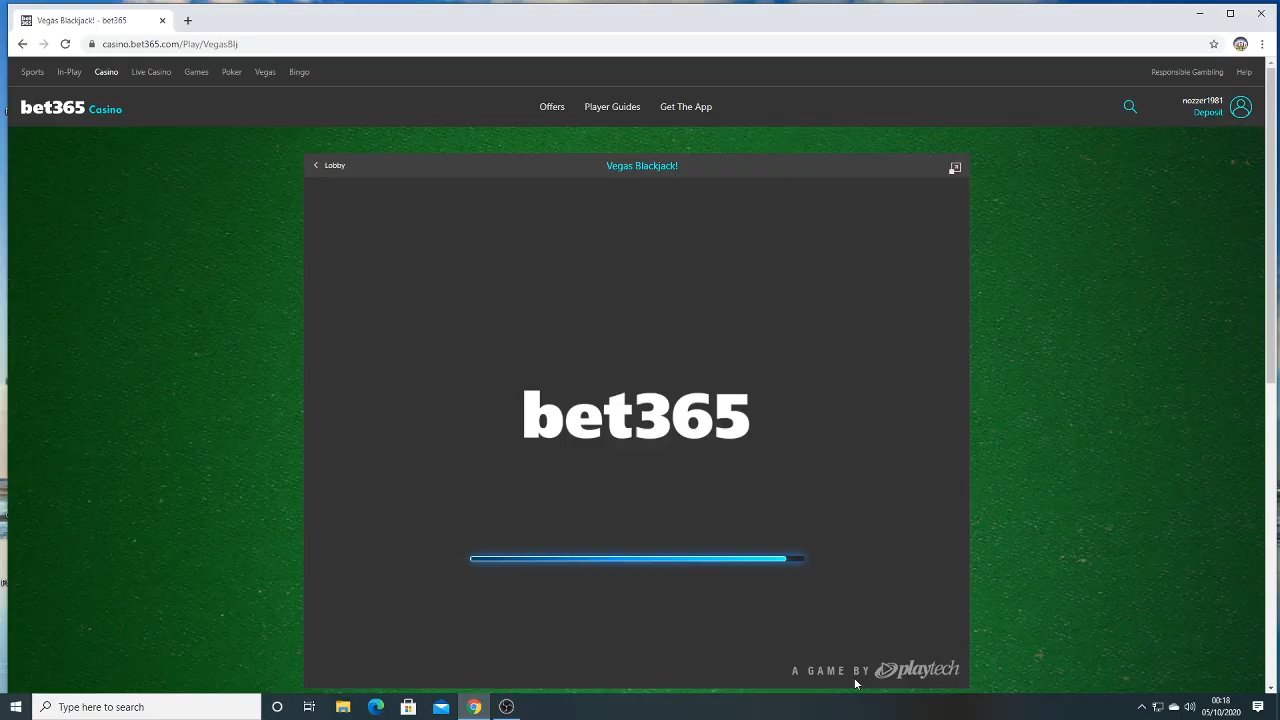 Vegas Blackjack! - bet365
casino.bet365.com/Play/VegasBlj
Sports In-Play Casino Live Casino Games Poker Vegas Bingo Responsible Gambling Help
bet365 Casino Offers Player Guides Get The App nozzer1981
Deposit
Lobby Vegas Blackjack!
bet365
A GAME BY playtech
Type here to search 00:18
05/10/2020